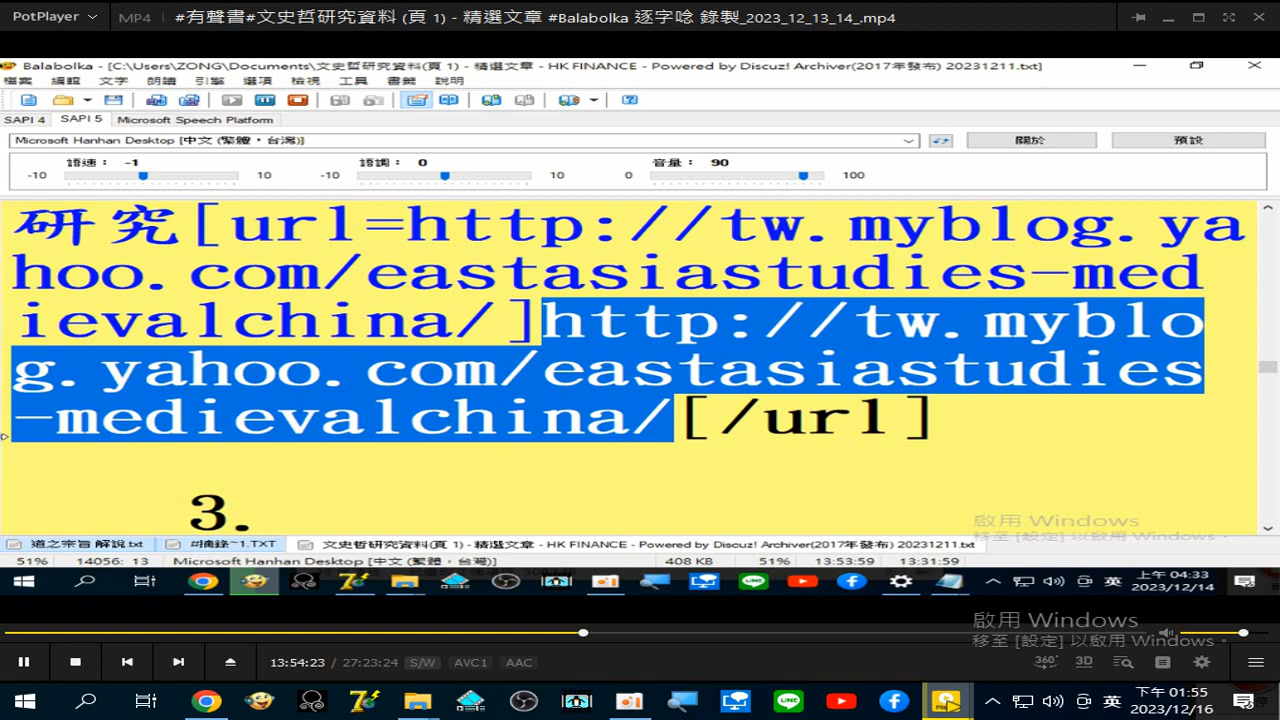 PotPlayer MP4 #有聲書#文史哲研究資料 (頁 1) - 精選文章 #Balabolka 逐字唸 錄製_2023_12_13_14_.mp4
Balabolka - [C:\Users\ZONG\Documents\文史哲研究資料(頁 1) - 精選文章 - HK FINANCE - Powered by Discuz! Archiver(2017年發布) 20231211.txt]
檔案 編輯 文字 朗讀 引擎 選項 檢視 工具 書籤 說明
SAPI 4 SAPI 5 Microsoft Speech Platform
Microsoft Hanhan Desktop [中文 (繁體，台灣)] 關於 預設
語速： -1 語調： 0 音量： 90
-10 10 -10 10 0 100
研究[url=http://tw.myblog.ya
hoo.com/eastasiastudies-med
ievalchina/]http://tw.myblo
g.yahoo.com/eastasiastudies
-medievalchina/[/url]
3.
啟用 Windows
移至 [設定] 以啟用 Windows。
道之宗旨 解說.txt #摘錄~1.TXT 文史哲研究資料(頁 1) - 精選文章 - HK FINANCE - Powered by Discuz! Archiver(2017年發布) 20231211.txt
51% 14056: 13 Microsoft Hanhan Desktop [中文 (繁體，台灣)] 408 KB 51% 13:53:59 13:31:59
英 上午 04:33
2023/12/14
啟用 Windows
移至 [設定] 以啟用 Windows。
13:54:23 / 27:23:24 S/W AVC1 AAC 360° 3D
英 下午 01:55
2023/12/16